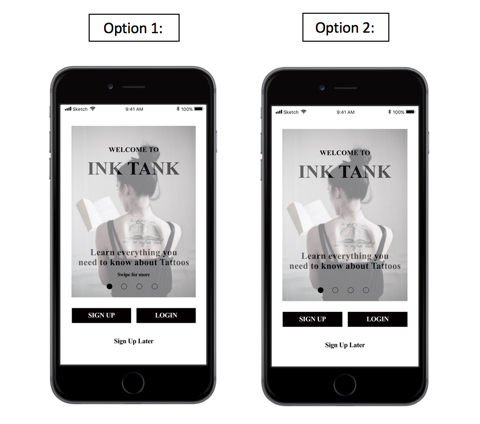 Option 1:
Option 2:
Sketch 9:41 AM 100%
WELCOME TO
INK TANK
Learn everything you
need to know about Tattoos
Swipe for more
SIGN UP LOGIN
Sign Up Later
Sketch 9:41 AM 100%
WELCOME TO
INK TANK
Learn everything you
need to know about Tattoos
SIGN UP LOGIN
Sign Up Later